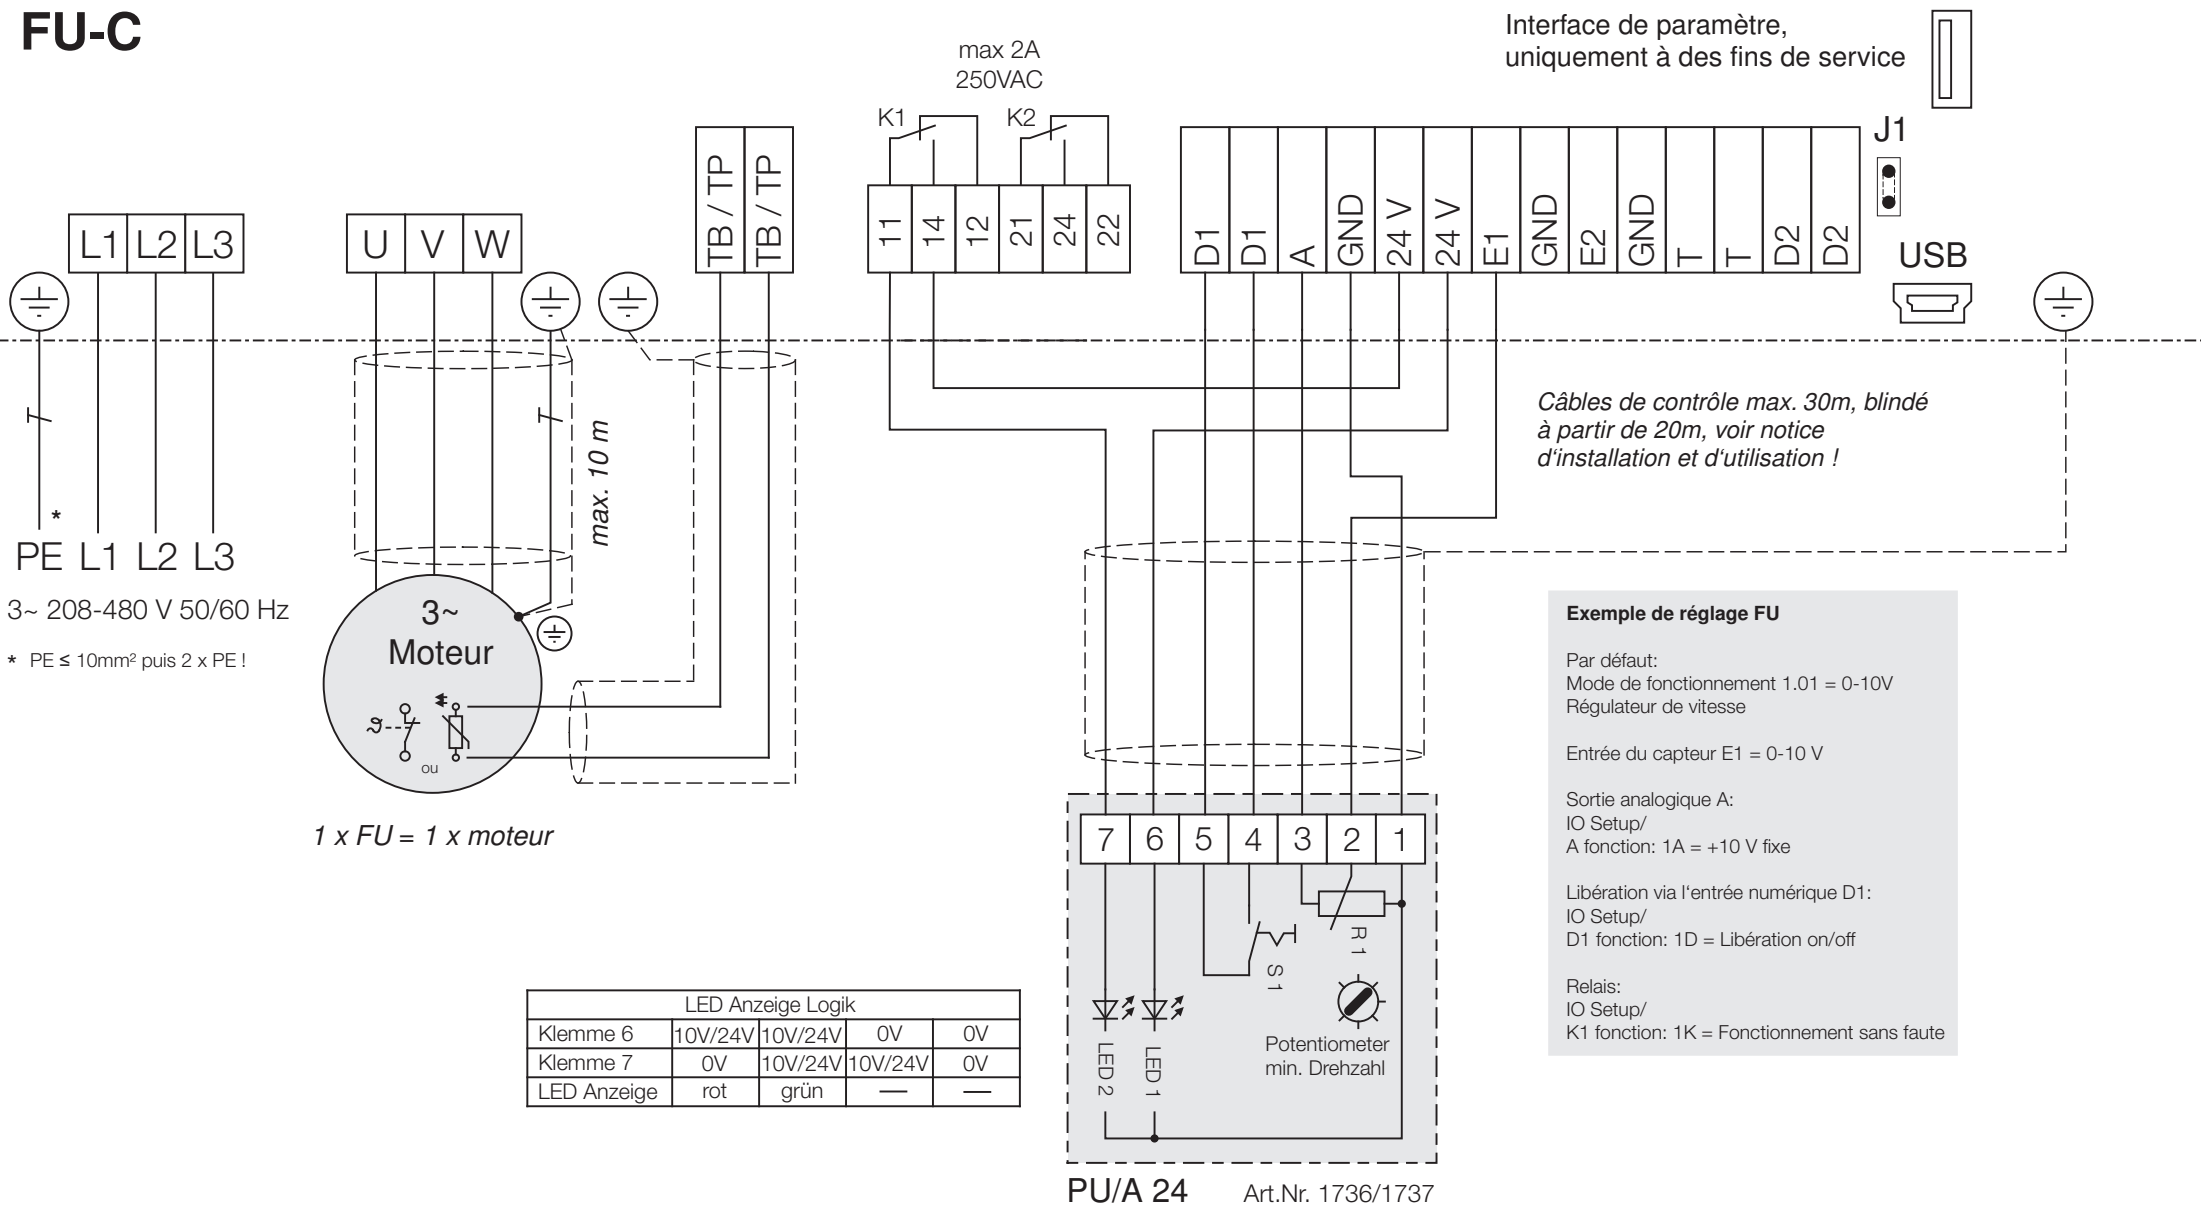 FU-C
max 2A
250VAC
Interface de paramètre,
uniquement à des fins de service
K1
K2
J1
L1 L2 L3
U V W
TB / TP
TB / TP
11 14 12 21 24 22
D1 D1 A GND 24 V 24 V E1 GND E2 GND T T D2 D2
USB
max. 10 m
Câbles de contrôle max. 30m, blindé
à partir de 20m, voir notice
d‘installation et d‘utilisation !
*
PE L1 L2 L3
3~ 208-480 V 50/60 Hz
* PE ≤ 10mm² puis 2 x PE !
3~
Moteur
ϑ
ou
1 x FU = 1 x moteur
Exemple de réglage FU
Par défaut:
Mode de fonctionnement 1.01 = 0-10V
Régulateur de vitesse
Entrée du capteur E1 = 0-10 V
Sortie analogique A:
IO Setup/
A fonction: 1A = +10 V fixe
Libération via l‘entrée numérique D1:
IO Setup/
D1 fonction: 1D = Libération on/off
Relais:
IO Setup/
K1 fonction: 1K = Fonctionnement sans faute
7 6 5 4 3 2 1
R 1
S 1
LED 2
LED 1
Potentiometer
min. Drehzahl
LED Anzeige Logik
Klemme 6 10V/24V 10V/24V 0V 0V
Klemme 7 0V 10V/24V 10V/24V 0V
LED Anzeige rot grün — —
PU/A 24 Art.Nr. 1736/1737